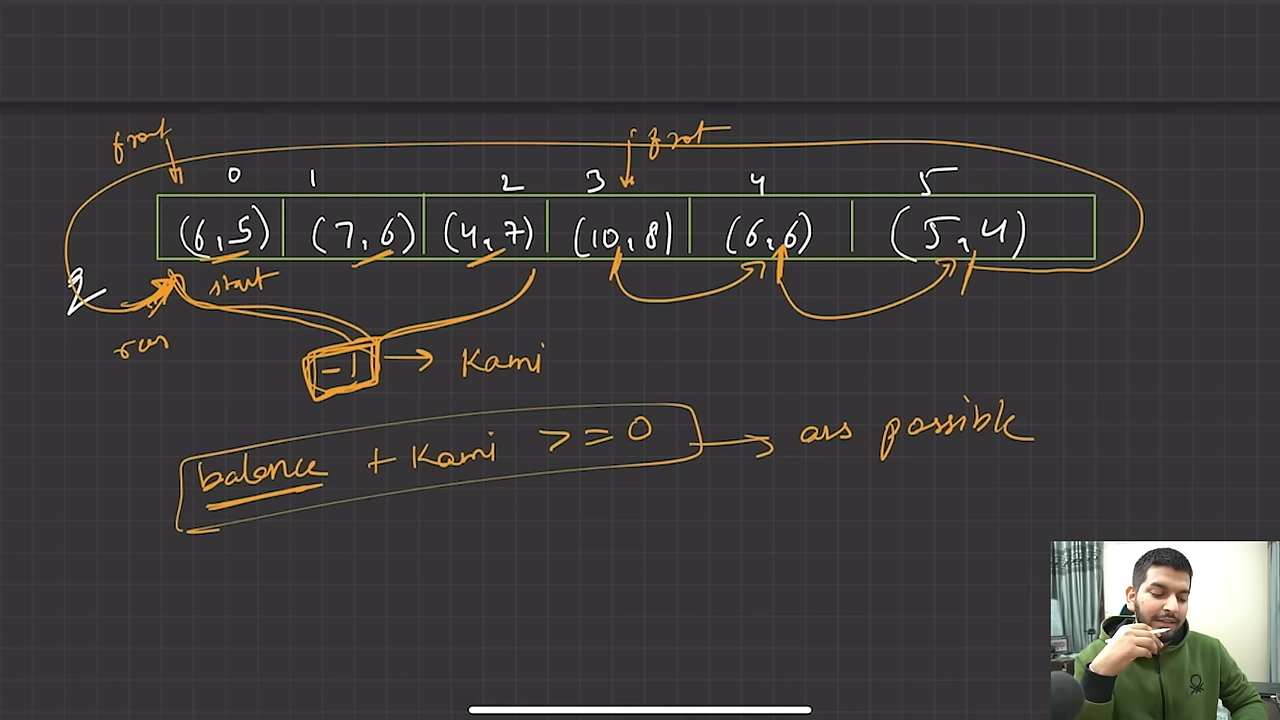 front front
0 1 2 3 4 5
(6,5) (7,6) (4,7) (10,8) (6,6) (5,4)
start
-1 → Kami
balance + Kami >= 0 → ans possible